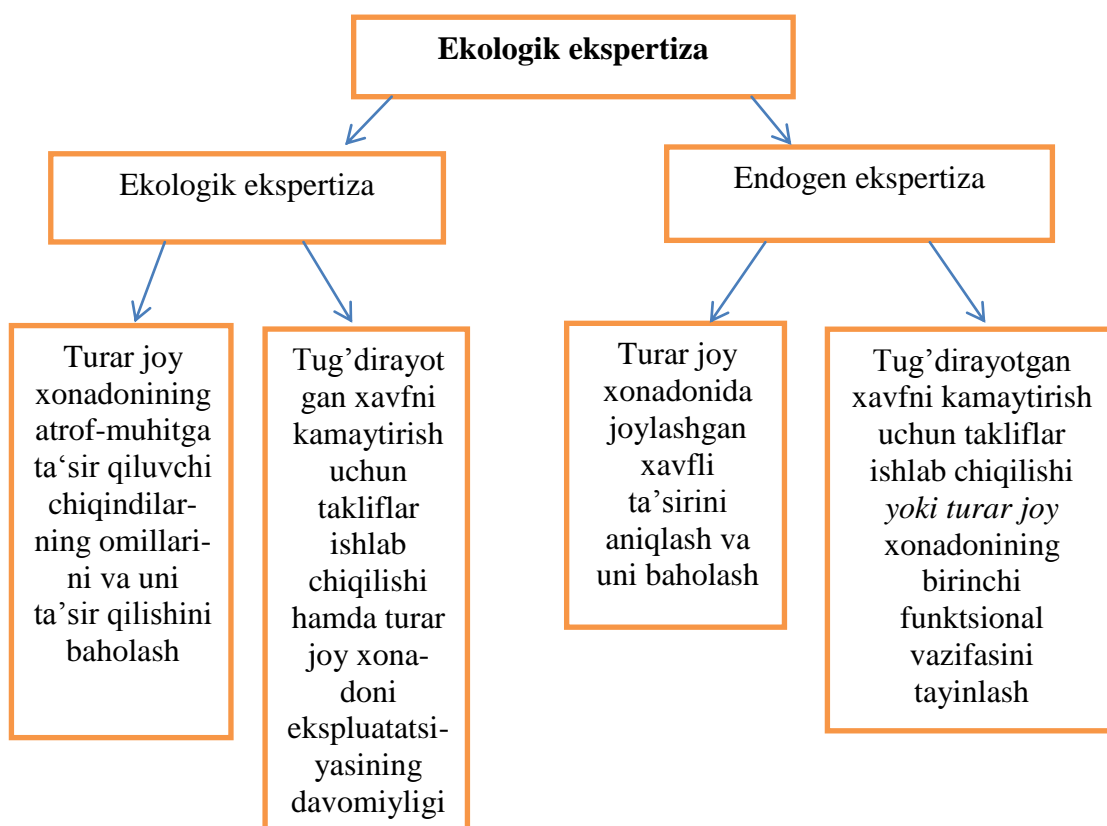 Ekologik ekspertiza
Ekologik ekspertiza
Endogen ekspertiza
Turar joy
xonadonining
atrof-muhitga
ta‘sir qiluvchi
chiqindilar-
ning omillari-
ni va uni
ta’sir qilishini
baholash
Tug’dirayot
gan xavfni
kamaytirish
uchun
takliflar
ishlab
chiqilishi
hamda turar
joy xona-
doni
ekspluatatsi-
yasining
davomiyligi
Turar joy
xonadonida
joylashgan
xavfli
ta’sirini
aniqlash va
uni baholash
Tug’dirayotgan
xavfni kamaytirish
uchun takliflar
ishlab chiqilishi
yoki turar joy
xonadonining
birinchi
funktsional
vazifasini
tayinlash